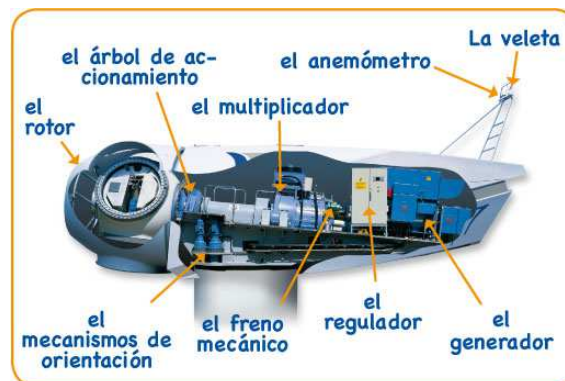 La veleta
el árbol de ac-
cionamiento
el anemómetro
el
rotor
el multiplicador
el
mecanismos de
orientación
el freno
mecánico
el
regulador
el
generador